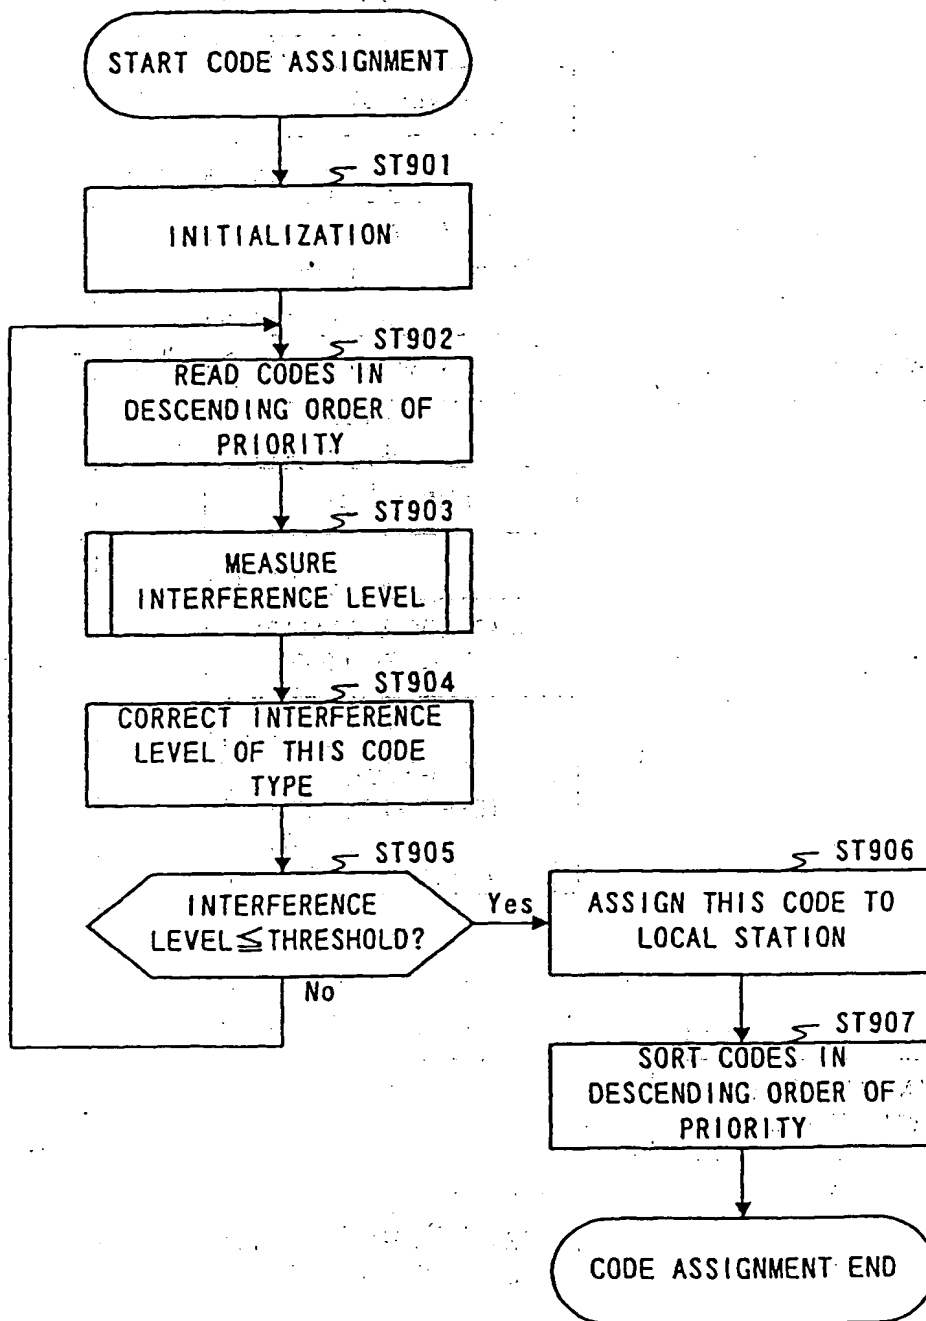 START CODE ASSIGNMENT
ST901
INITIALIZATION
ST902
READ CODES IN
DESCENDING ORDER OF
PRIORITY
ST903
MEASURE
INTERFERENCE LEVEL
ST904
CORRECT INTERFERENCE
LEVEL OF THIS CODE
TYPE
ST905
INTERFERENCE
LEVEL≦THRESHOLD?
Yes
No
ST906
ASSIGN THIS CODE TO
LOCAL STATION
ST907
SORT CODES IN
DESCENDING ORDER OF
PRIORITY
CODE ASSIGNMENT END